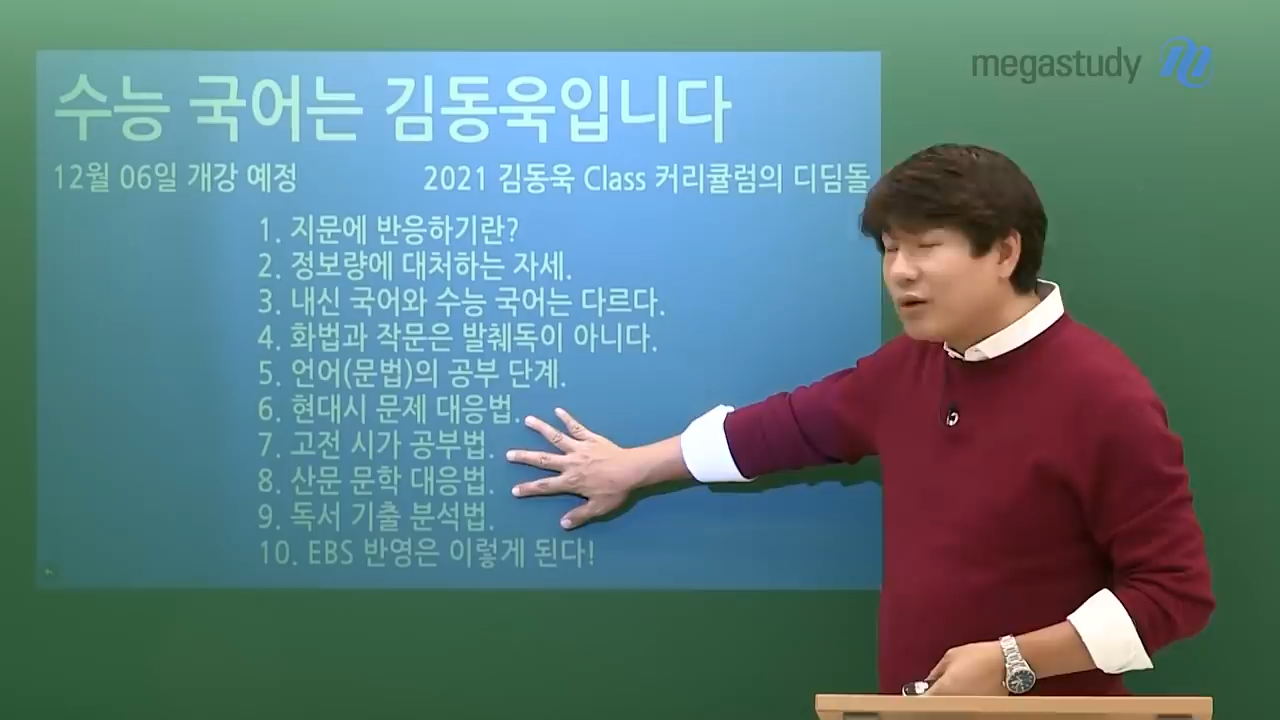 megastudy
수능 국어는 김동욱입니다
12월 06일 개강 예정 2021 김동욱 Class 커리큘럼의 디딤돌
1. 지문에 반응하기란?
2. 정보량에 대처하는 자세.
3. 내신 국어와 수능 국어는 다르다.
4. 화법과 작문은 발췌독이 아니다.
5. 언어(문법)의 공부 단계.
6. 현대시 문제 대응법.
7. 고전 시가 공부법.
8. 산문 문학 대응법.
9. 독서 기출 분석법.
10. EBS 반영은 이렇게 된다!